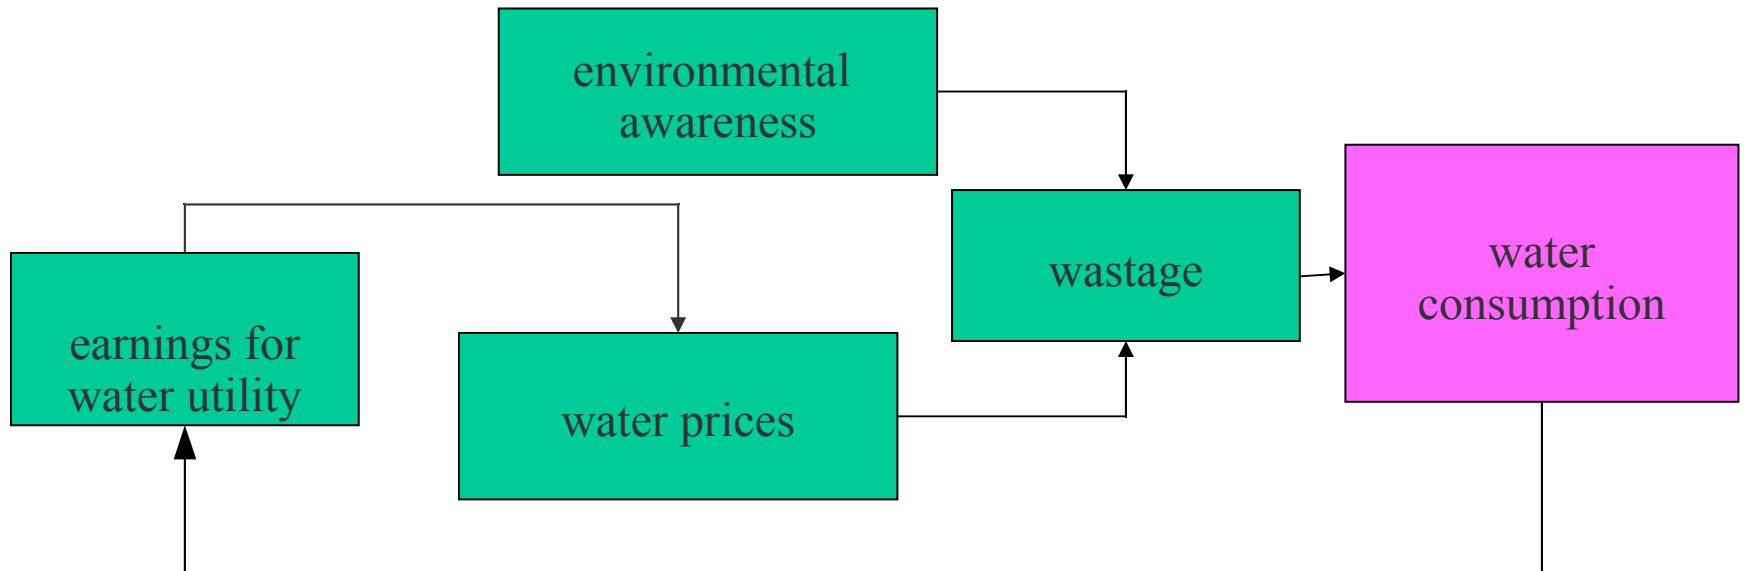 environmental
awareness
wastage
water
consumption
earnings for
water utility
water prices